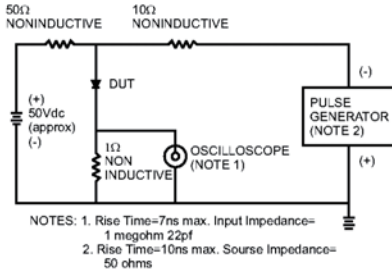 50Ω
NONINDUCTIVE
10Ω
NONINDUCTIVE
(+)
50Vdc
(approx)
(-)
DUT
1Ω
NON
INDUCTIVE
OSCILLOSCOPE
(NOTE 1)
(-)
PULSE
GENERATOR
(NOTE 2)
(+)
NOTES: 1. Rise Time=7ns max. Input Impedance=
1 megohm 22pf
2. Rise Time=10ns max. Sourse Impedance=
50 ohms